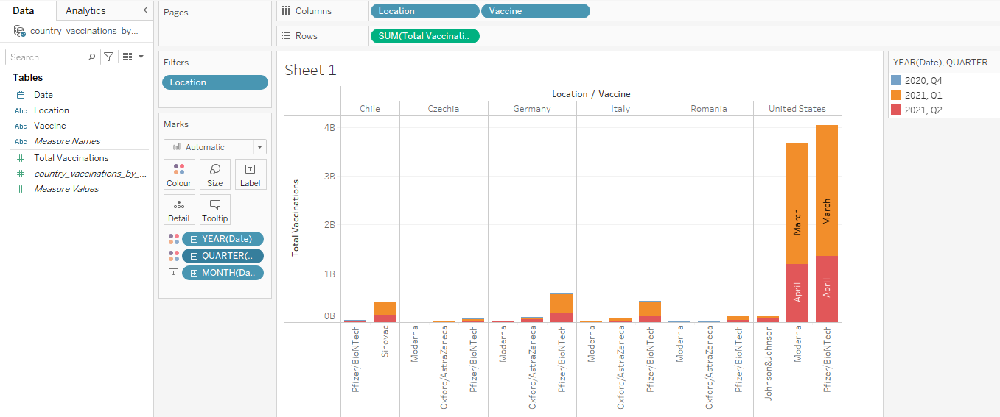 Data
Analytics
country_vaccinations_by...
Search
Tables
Date
Abc Location
Abc Vaccine
Abc Measure Names
# Total Vaccinations
# country_vaccinations_by_...
# Measure Values
Pages
Filters
Location
Marks
Automatic
Colour Size Label
Detail Tooltip
YEAR(Date)
QUARTER(..
MONTH(Da..
Columns Location Vaccine
Rows SUM(Total Vaccinati..
Sheet 1
Location / Vaccine
Chile Czechia Germany Italy Romania United States
Total Vaccinations
4B
3B
2B
1B
0B
March
March
April
April
Pfizer/BioNTech
Sinovac
Moderna
Oxford/AstraZeneca
Pfizer/BioNTech
Moderna
Oxford/AstraZeneca
Pfizer/BioNTech
Moderna
Oxford/AstraZeneca
Pfizer/BioNTech
Moderna
Oxford/AstraZeneca
Pfizer/BioNTech
Johnson&Johnson
Moderna
Pfizer/BioNTech
YEAR(Date), QUARTER...
2020, Q4
2021, Q1
2021, Q2